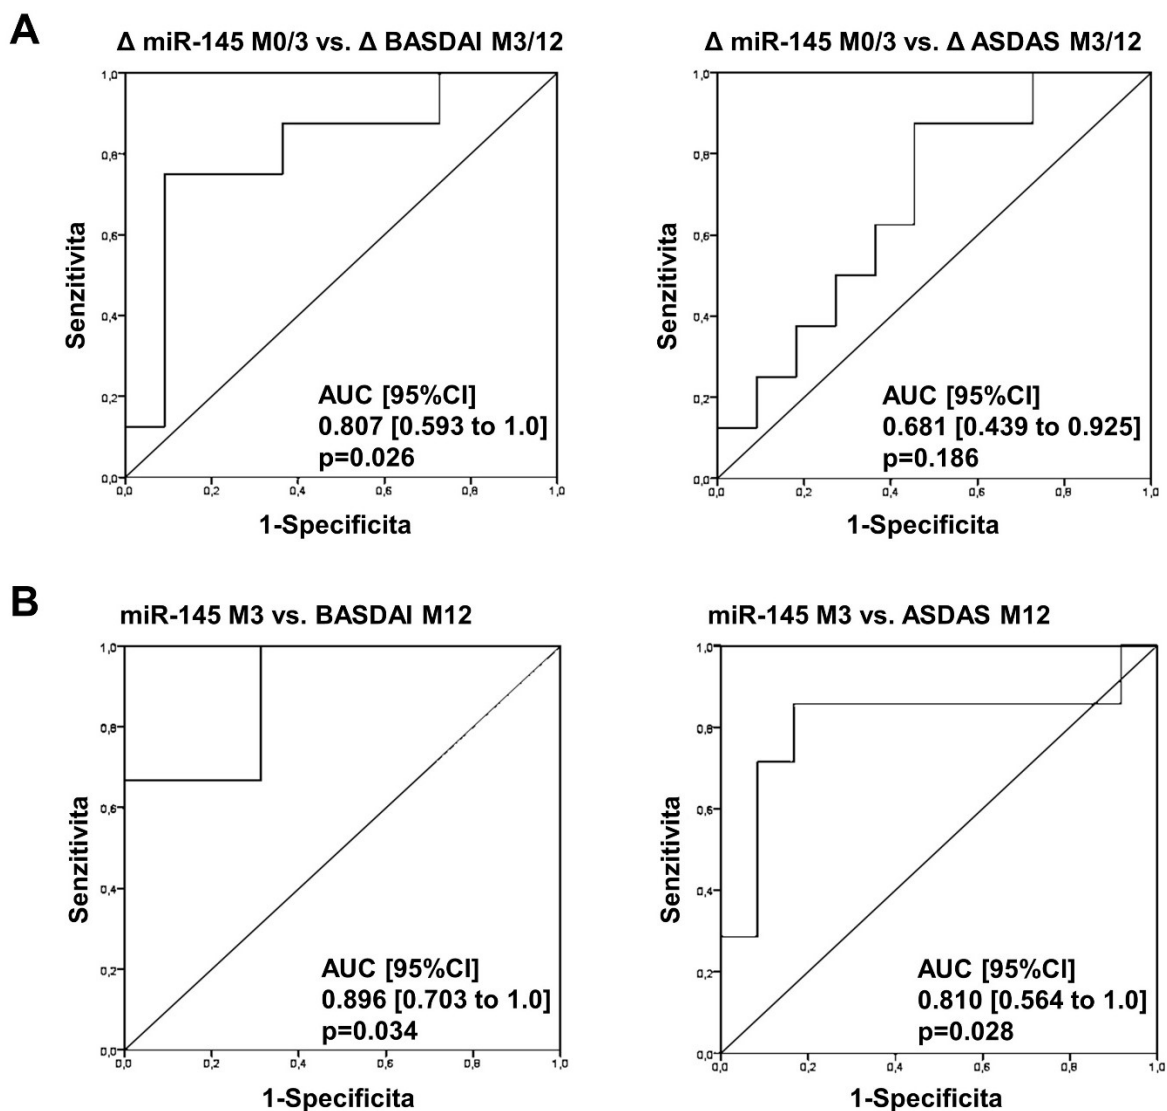 A
Δ miR-145 M0/3 vs. Δ BASDAI M3/12
1,0
0,8
0,6
0,4
0,2
0,0
Senzitivita
AUC [95%CI]
0.807 [0.593 to 1.0]
p=0.026
0,0 0,2 0,4 0,6 0,8 1,0
1-Specificita
Δ miR-145 M0/3 vs. Δ ASDAS M3/12
1,0
0,8
0,6
0,4
0,2
0,0
Senzitivita
AUC [95%CI]
0.681 [0.439 to 0.925]
p=0.186
0,0 0,2 0,4 0,6 0,8 1,0
1-Specificita
B
miR-145 M3 vs. BASDAI M12
1,0
0,8
0,6
0,4
0,2
0,0
Senzitivita
AUC [95%CI]
0.896 [0.703 to 1.0]
p=0.034
0,0 0,2 0,4 0,6 0,8 1,0
1-Specificita
miR-145 M3 vs. ASDAS M12
1,0
0,8
0,6
0,4
0,2
0,0
Senzitivita
AUC [95%CI]
0.810 [0.564 to 1.0]
p=0.028
0,0 0,2 0,4 0,6 0,8 1,0
1-Specificita